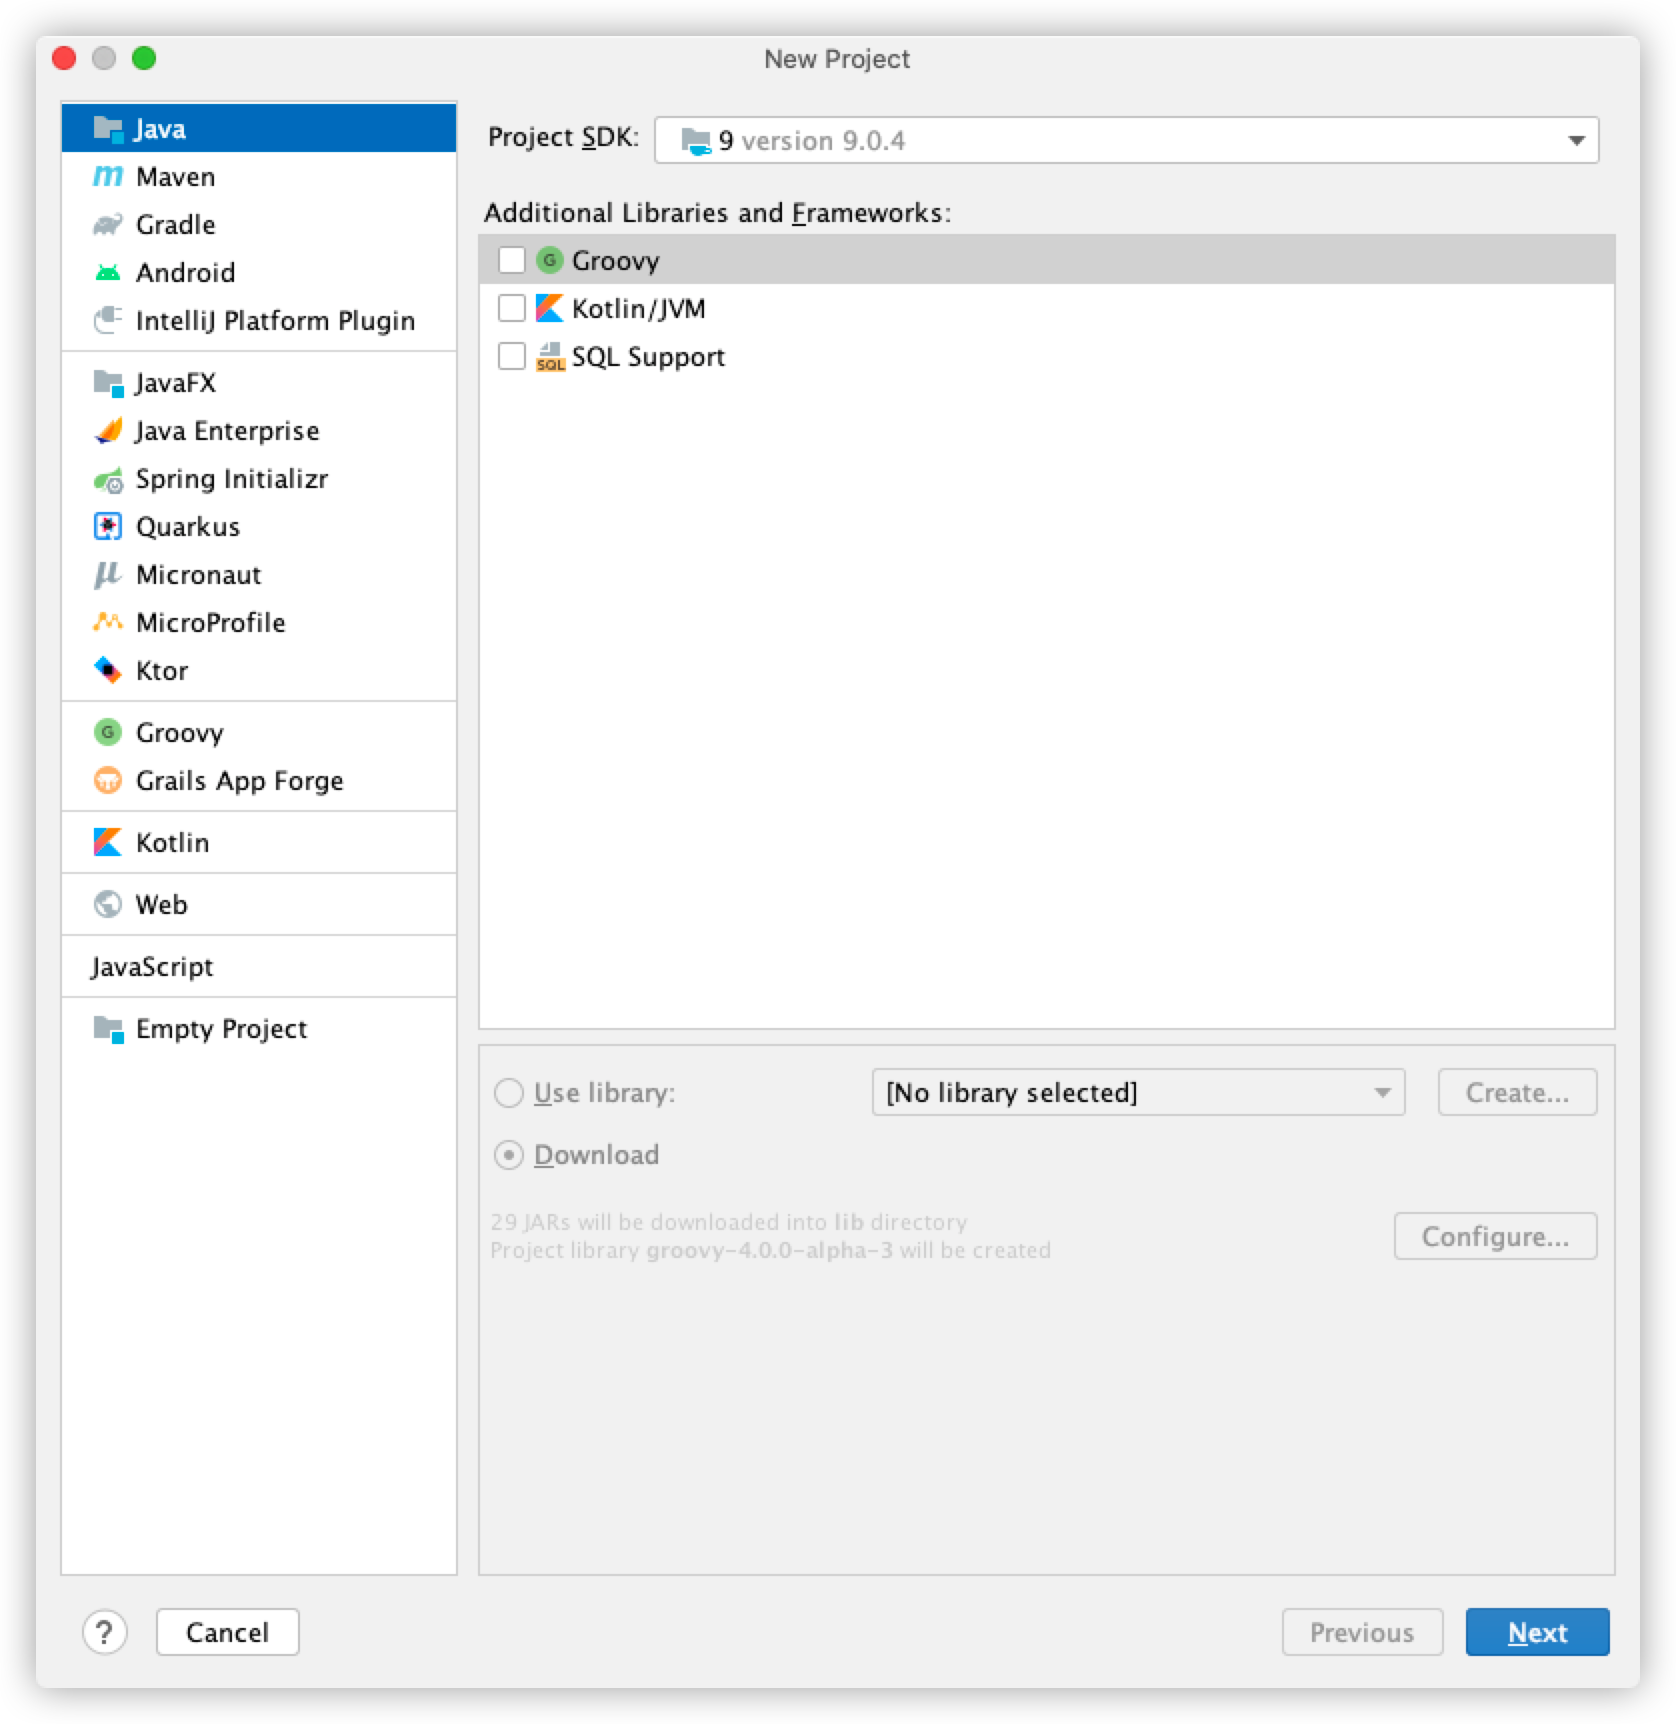 New Project
Java
Maven
Gradle
Android
IntelliJ Platform Plugin
JavaFX
Java Enterprise
Spring Initializr
Quarkus
Micronaut
MicroProfile
Ktor
Groovy
Grails App Forge
Kotlin
Web
JavaScript
Empty Project
Project SDK: 9 version 9.0.4
Additional Libraries and Frameworks:
G Groovy
Kotlin/JVM
SQL SQL Support
Use library: [No library selected] Create...
Download
29 JARs will be downloaded into lib directory
Project library groovy-4.0.0-alpha-3 will be created
Configure...
? Cancel Previous Next